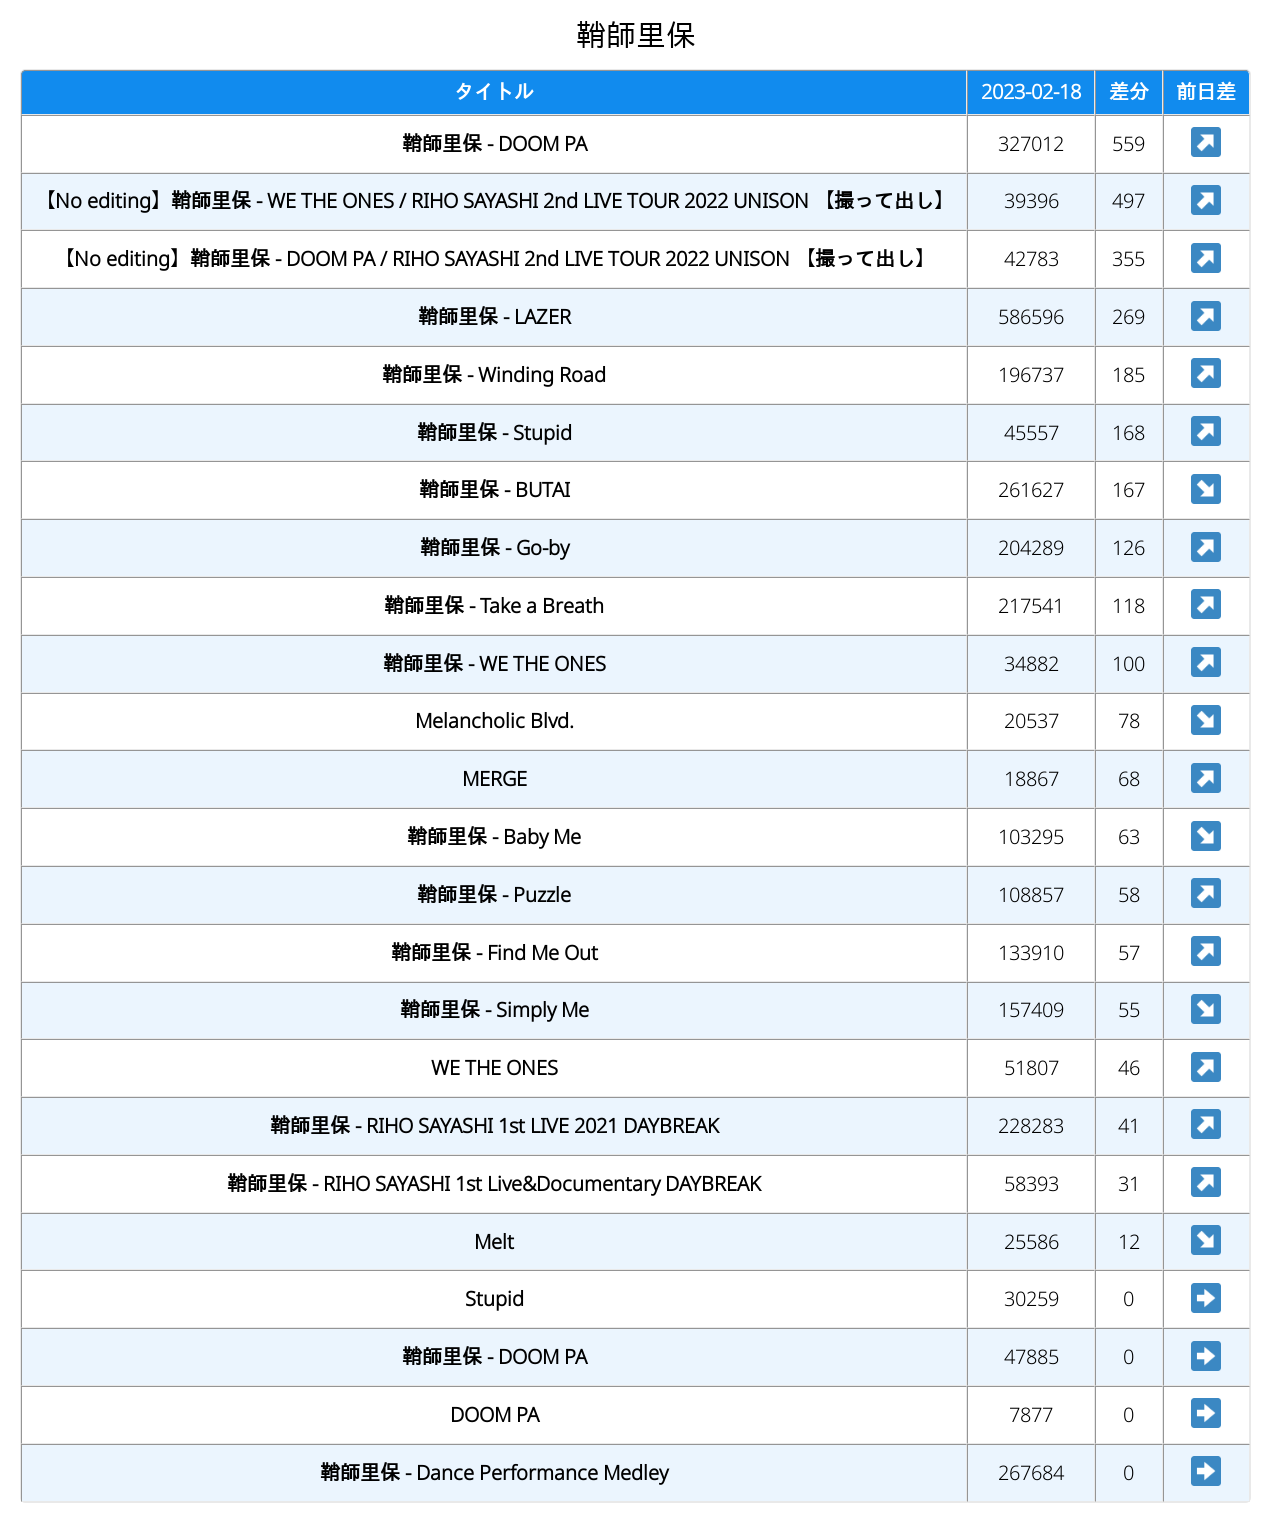 鞘師里保
タイトル 2023-02-18 差分 前日差
鞘師里保 - DOOM PA 327012 559
【No editing】鞘師里保 - WE THE ONES / RIHO SAYASHI 2nd LIVE TOUR 2022 UNISON 【撮って出し】 39396 497
【No editing】鞘師里保 - DOOM PA / RIHO SAYASHI 2nd LIVE TOUR 2022 UNISON 【撮って出し】 42783 355
鞘師里保 - LAZER 586596 269
鞘師里保 - Winding Road 196737 185
鞘師里保 - Stupid 45557 168
鞘師里保 - BUTAI 261627 167
鞘師里保 - Go-by 204289 126
鞘師里保 - Take a Breath 217541 118
鞘師里保 - WE THE ONES 34882 100
Melancholic Blvd. 20537 78
MERGE 18867 68
鞘師里保 - Baby Me 103295 63
鞘師里保 - Puzzle 108857 58
鞘師里保 - Find Me Out 133910 57
鞘師里保 - Simply Me 157409 55
WE THE ONES 51807 46
鞘師里保 - RIHO SAYASHI 1st LIVE 2021 DAYBREAK 228283 41
鞘師里保 - RIHO SAYASHI 1st Live&Documentary DAYBREAK 58393 31
Melt 25586 12
Stupid 30259 0
鞘師里保 - DOOM PA 47885 0
DOOM PA 7877 0
鞘師里保 - Dance Performance Medley 267684 0